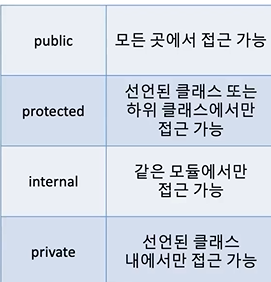 public
모든 곳에서 접근 가능
protected
선언된 클래스 또는
하위 클래스에서만
접근 가능
internal
같은 모듈에서만
접근 가능
private
선언된 클래스
내에서만 접근 가능